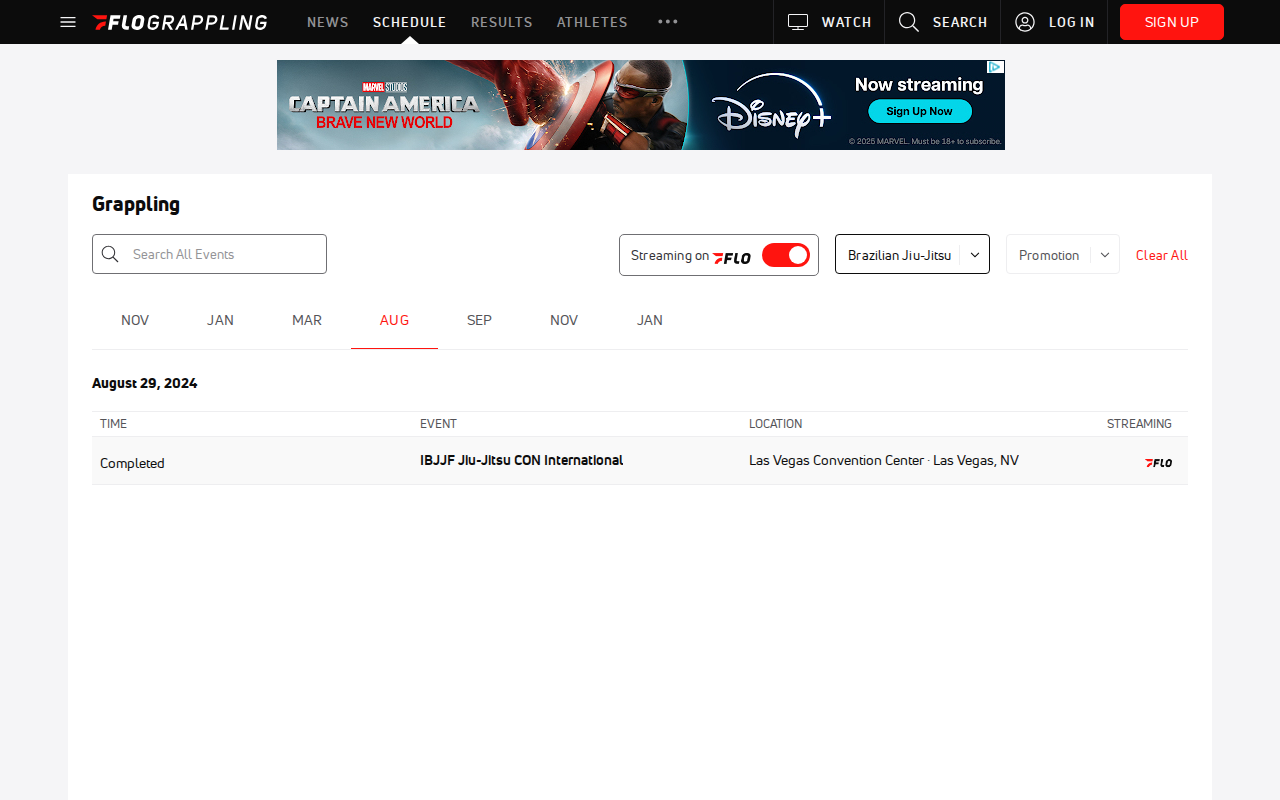 FLOGRAPPLING NEWS SCHEDULE RESULTS ATHLETES WATCH SEARCH LOG IN SIGN UP
MARVEL STUDIOS
CAPTAIN AMERICA
BRAVE NEW WORLD
Disney+
Now streaming
Sign Up Now
© 2025 MARVEL. Must be 18+ to subscribe.
Grappling
Search All Events Streaming on FLO Brazilian Jiu-Jitsu Promotion Clear All
NOV JAN MAR AUG SEP NOV JAN
August 29, 2024
TIME EVENT LOCATION STREAMING
Completed IBJJF Jiu-Jitsu CON International Las Vegas Convention Center · Las Vegas, NV FLO